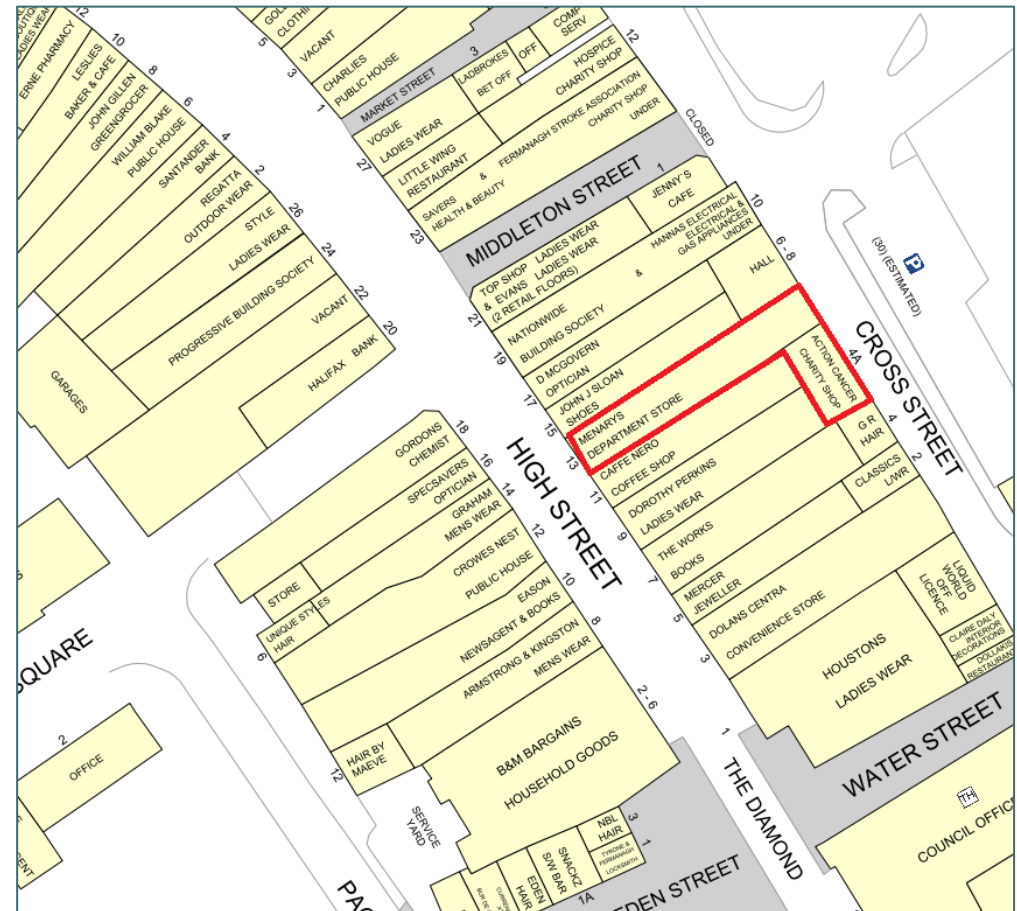 12
LADIES WEAR
ERNE PHARMACY
10
LESLIES
BAKER & CAFE
8
JOHN GILLEN
GREENGROCER
6
WILLIAM BLAKE
PUBLIC HOUSE
4
SANTANDER
BANK
2
REGATTA
OUTDOOR WEAR
26
STYLE
LADIES WEAR
24
PROGRESSIVE BUILDING SOCIETY
22
VACANT
20
HALIFAX BANK
GARAGES
5
CLOTHI
3
VACANT
CHARLIES
PUBLIC HOUSE
1
MARKET STREET
3
LADBROKES
BET OFF
OFF
COMP
SERV
12
HOSPICE
CHARITY SHOP
VOGUE
LADIES WEAR
27
LITTLE WING
RESTAURANT
FERMANAGH STROKE ASSOCIATION
CHARITY SHOP
UNDER
&
SAVERS
HEALTH & BEAUTY
23
CLOSED
MIDDLETON STREET
1
JENNY'S
CAFE
10
TOP SHOP LADIES WEAR
& EVANS LADIES WEAR
(2 RETAIL FLOORS)
21
HANNAS ELECTRICAL
ELECTRICAL &
GAS APPLIANCES
UNDER
&
6 - 8
HALL
NATIONWIDE
BUILDING SOCIETY
19
D MCGOVERN
OPTICIAN
17
JOHN J SLOAN
SHOES
15
MENARYS
DEPARTMENT STORE
13
ACTION CANCER
CHARITY SHOP
4A
CROSS STREET
(30) (ESTIMATED)
P
CAFFE NERO
COFFEE SHOP
11
DOROTHY PERKINS
LADIES WEAR
9
G R
HAIR
4
THE WORKS
BOOKS
7
CLASSICS
L/WR
2
MERCER
JEWELLER
5
DOLANS CENTRA
CONVENIENCE STORE
3
HOUSTONS
LADIES WEAR
1
LIQUID
WORLD
OFF
LICENCE
CLAIRE DALY
INTERIOR
DECORATIONS
DOLLAKIS
RESTAURANT
WATER STREET
HIGH STREET
THE DIAMOND
TH
COUNCIL OFFIC
GORDONS
CHEMIST
18
SPECSAVERS
OPTICIAN
16
GRAHAM
MENS WEAR
14
CROWES NEST
PUBLIC HOUSE
12
EASON
NEWSAGENT & BOOKS
10
ARMSTRONG & KINGSTON
MENS WEAR
8
B&M BARGAINS
HOUSEHOLD GOODS
2 - 6
STORE
UNIQUE STYLES
HAIR
6
HAIR BY
MAEVE
12
SERVICE
YARD
NBL
HAIR
3
TYRONE &
FERMANAGH
LOCKSMITH
1
SNACKZ
S/W BAR
EDEN
HAIR
1A
EDEN STREET
SQUARE
2
OFFICE